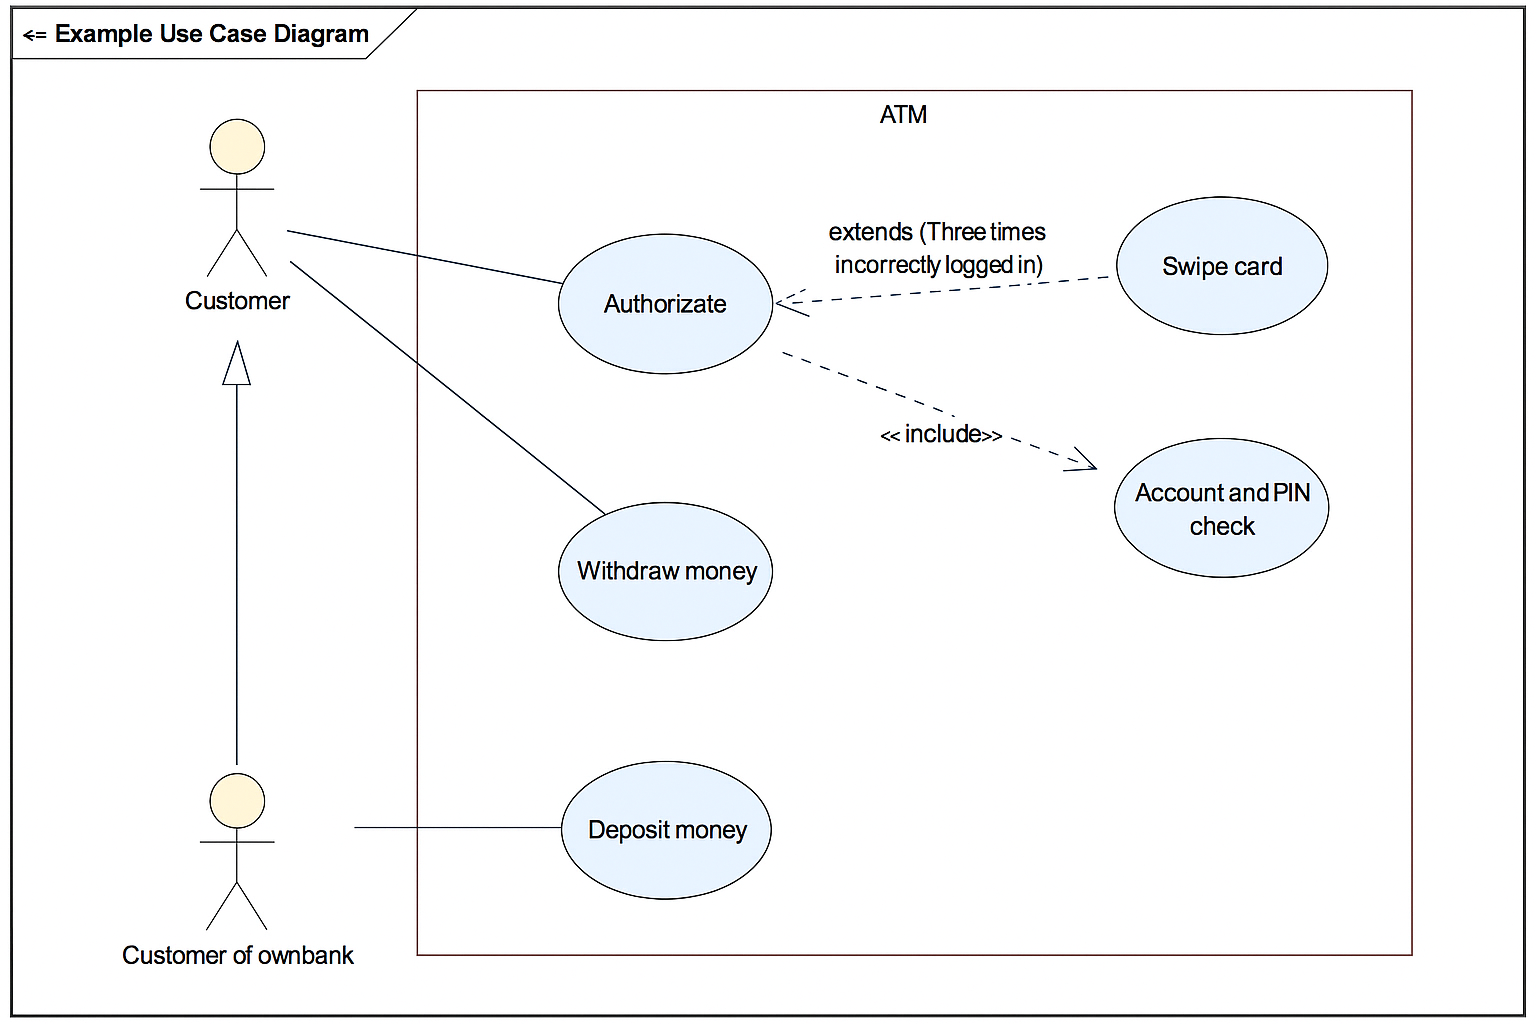 <= Example Use Case Diagram
ATM
extends (Three times
incorrectly logged in)
Swipe card
Authorizate
Customer
<< include>>
Account and PIN
check
Withdraw money
Deposit money
Customer of ownbank